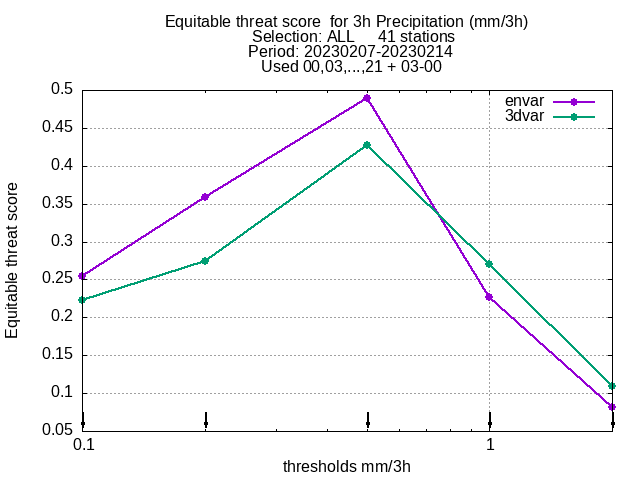 Equitable threat score  for 3h Precipitation (mm/3h)
Selection: ALL     41 stations
Period: 20230207-20230214
Used 00,03,...,21 + 03-00
envar
3dvar
0.5
0.45
0.4
0.35
0.3
0.25
0.2
0.15
0.1
0.05
Equitable threat score
0.1
1
thresholds mm/3h